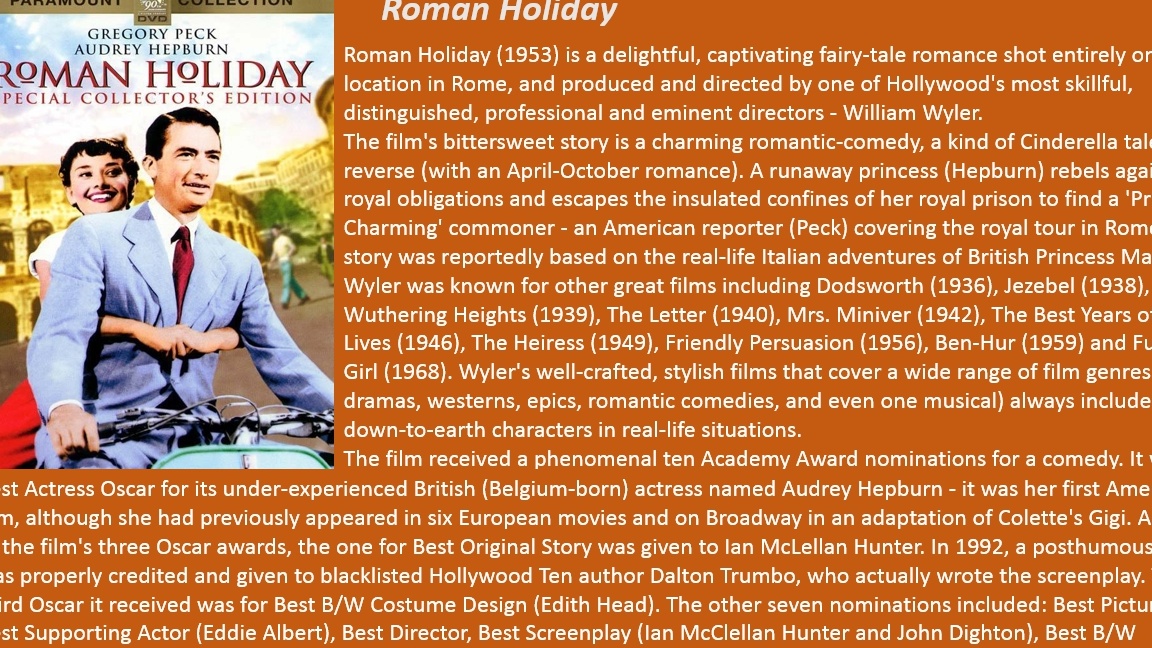 Roman Holiday
PARAMOUNT COLLECTION
90
DVD
GREGORY PECK
AUDREY HEPBURN
ROMAN HOLIDAY
PECIAL COLLECTOR'S EDITION
Roman Holiday (1953) is a delightful, captivating fairy-tale romance shot entirely on
location in Rome, and produced and directed by one of Hollywood's most skillful,
distinguished, professional and eminent directors - William Wyler.
The film's bittersweet story is a charming romantic-comedy, a kind of Cinderella tale
reverse (with an April-October romance). A runaway princess (Hepburn) rebels agai
royal obligations and escapes the insulated confines of her royal prison to find a 'Pr
Charming' commoner - an American reporter (Peck) covering the royal tour in Rome
story was reportedly based on the real-life Italian adventures of British Princess Ma
Wyler was known for other great films including Dodsworth (1936), Jezebel (1938),
Wuthering Heights (1939), The Letter (1940), Mrs. Miniver (1942), The Best Years of
Lives (1946), The Heiress (1949), Friendly Persuasion (1956), Ben-Hur (1959) and Fu
Girl (1968). Wyler's well-crafted, stylish films that cover a wide range of film genres
dramas, westerns, epics, romantic comedies, and even one musical) always include
down-to-earth characters in real-life situations.
The film received a phenomenal ten Academy Award nominations for a comedy. It w
est Actress Oscar for its under-experienced British (Belgium-born) actress named Audrey Hepburn - it was her first Ame
m, although she had previously appeared in six European movies and on Broadway in an adaptation of Colette's Gigi. A
the film's three Oscar awards, the one for Best Original Story was given to Ian McLellan Hunter. In 1992, a posthumous
as properly credited and given to blacklisted Hollywood Ten author Dalton Trumbo, who actually wrote the screenplay.
ird Oscar it received was for Best B/W Costume Design (Edith Head). The other seven nominations included: Best Pictur
st Supporting Actor (Eddie Albert), Best Director, Best Screenplay (Ian McClellan Hunter and John Dighton), Best B/W